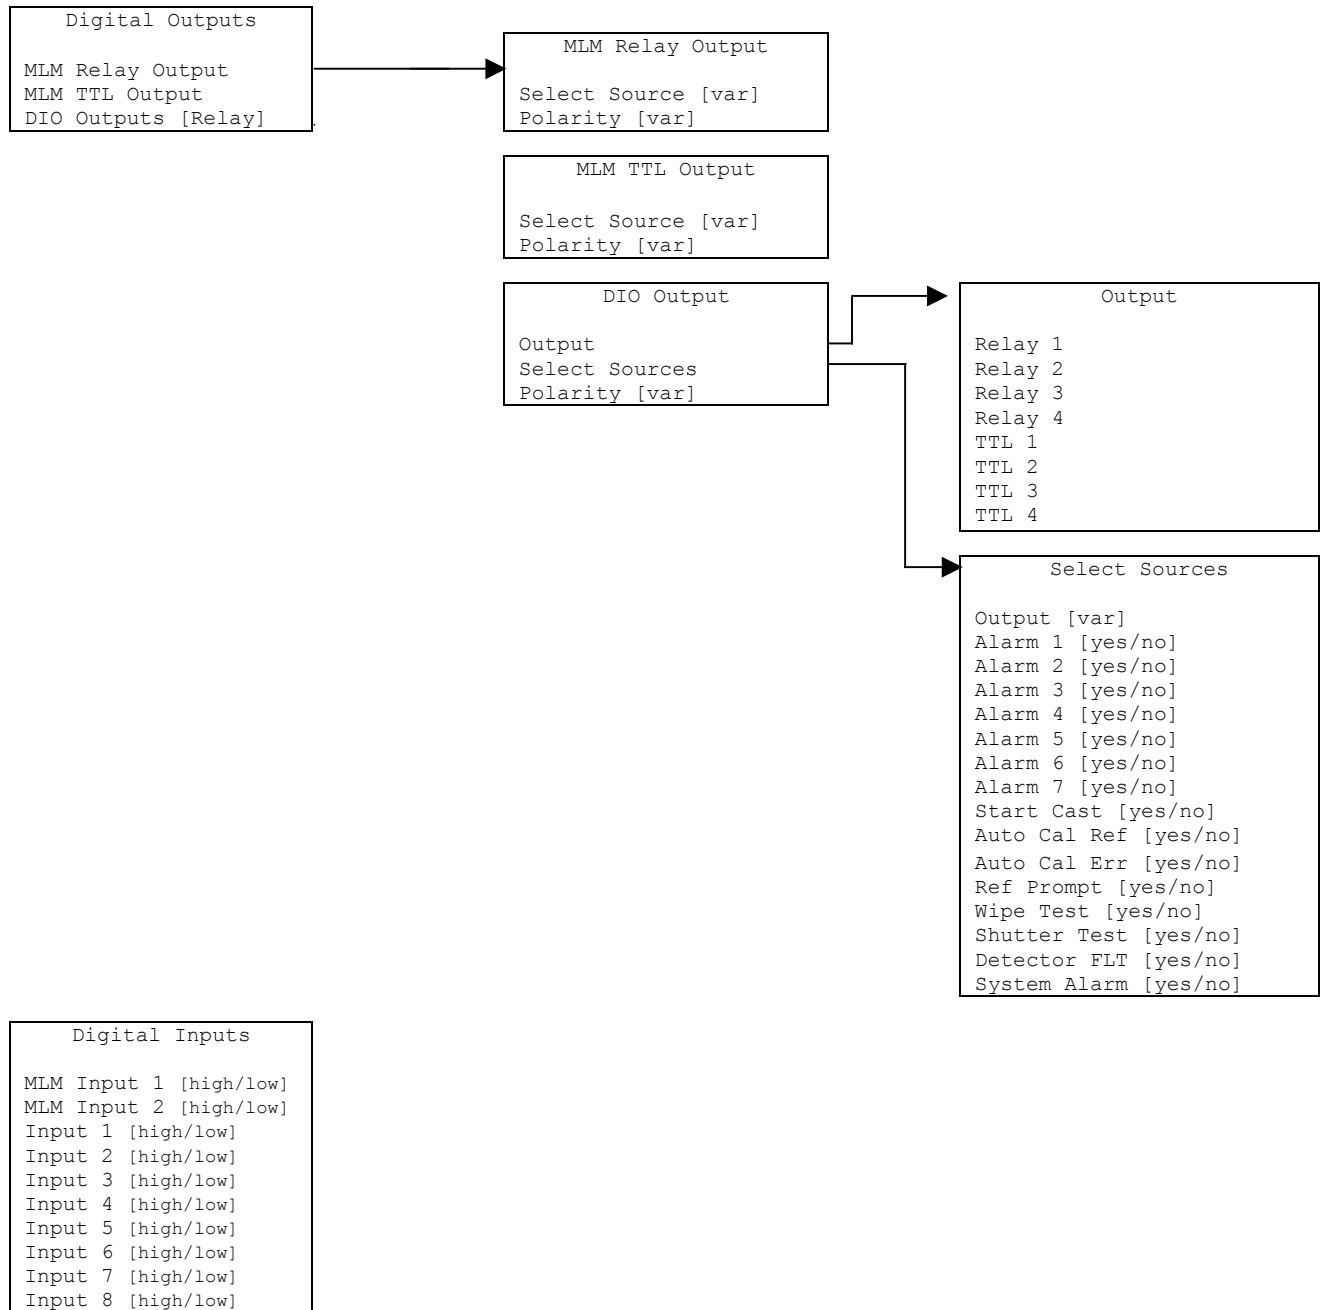 Digital Outputs
MLM Relay Output
MLM TTL Output
DIO Outputs [Relay]
MLM Relay Output
Select Source [var]
Polarity [var]
MLM TTL Output
Select Source [var]
Polarity [var]
DIO Output
Output
Select Sources
Polarity [var]
Output
Relay 1
Relay 2
Relay 3
Relay 4
TTL 1
TTL 2
TTL 3
TTL 4
Select Sources
Output [var]
Alarm 1 [yes/no]
Alarm 2 [yes/no]
Alarm 3 [yes/no]
Alarm 4 [yes/no]
Alarm 5 [yes/no]
Alarm 6 [yes/no]
Alarm 7 [yes/no]
Start Cast [yes/no]
Auto Cal Ref [yes/no]
Auto Cal Err [yes/no]
Ref Prompt [yes/no]
Wipe Test [yes/no]
Shutter Test [yes/no]
Detector FLT [yes/no]
System Alarm [yes/no]
Digital Inputs
MLM Input 1 [high/low]
MLM Input 2 [high/low]
Input 1 [high/low]
Input 2 [high/low]
Input 3 [high/low]
Input 4 [high/low]
Input 5 [high/low]
Input 6 [high/low]
Input 7 [high/low]
Input 8 [high/low]